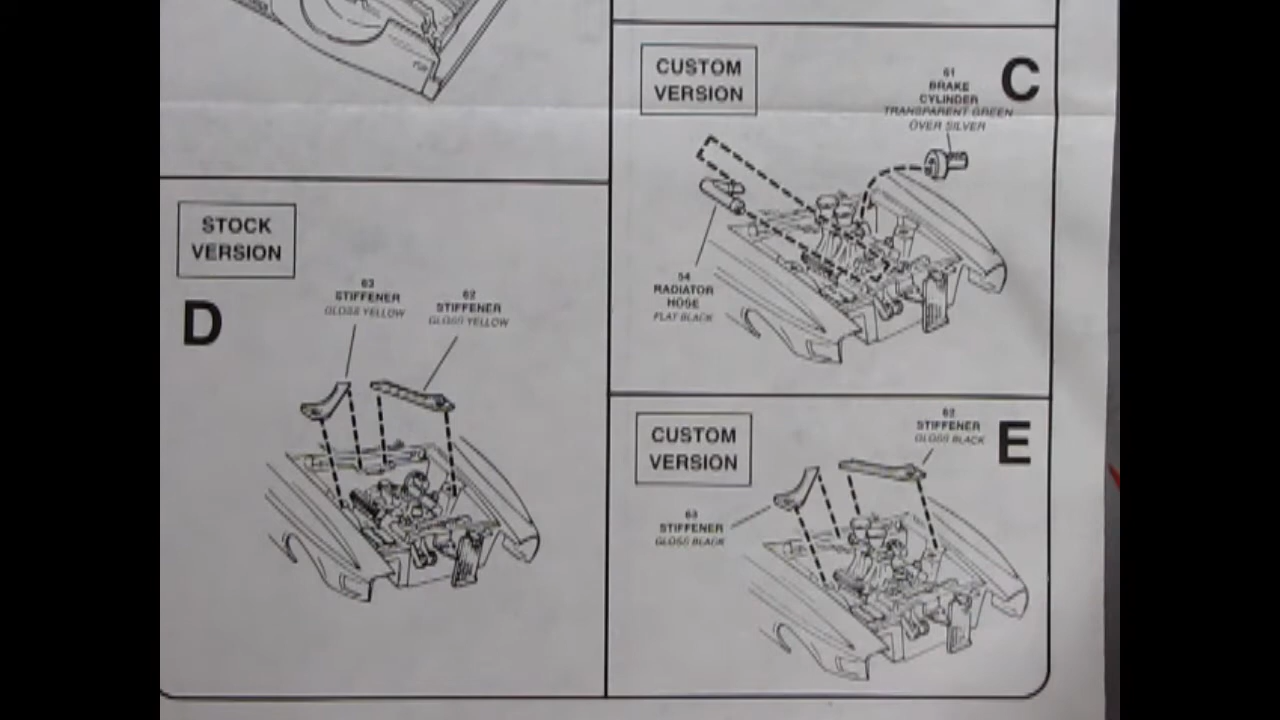 CUSTOM
VERSION
C
61
BRAKE
CYLINDER
TRANSPARENT GREEN
OVER SILVER
54
RADIATOR
HOSE
FLAT BLACK
STOCK
VERSION
D
63
STIFFENER
GLOSS YELLOW
62
STIFFENER
GLOSS YELLOW
CUSTOM
VERSION
E
62
STIFFENER
GLOSS BLACK
63
STIFFENER
GLOSS BLACK